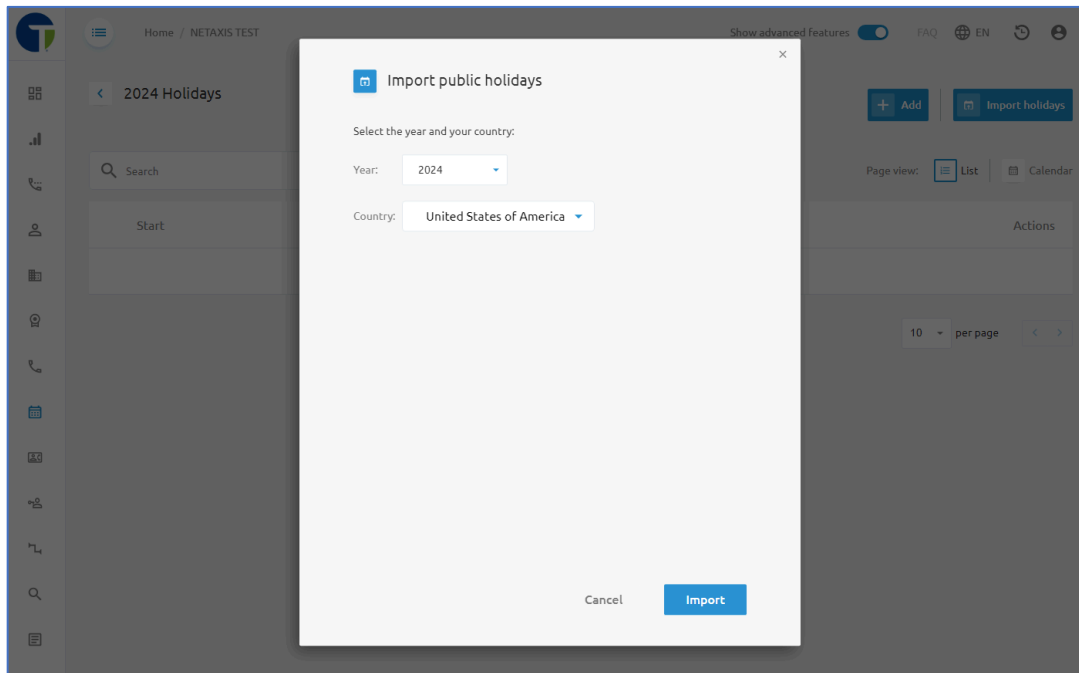 Home / NETAXIS TEST
Show advanced features
FAQ
EN
2024 Holidays
Add
Import holidays
Search
Page view:
List
Calendar
Start
Actions
10
per page
Import public holidays
Select the year and your country:
Year:
2024
Country:
United States of America
Cancel
Import